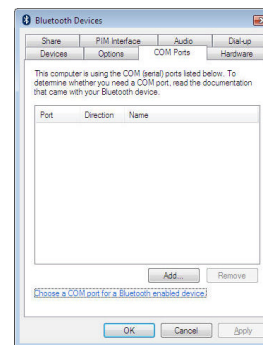 Bluetooth Devices
Share PIM Interface Audio Dial-up
Devices Options COM Ports Hardware
This computer is using the COM (serial) ports listed below. To
determine whether you need a COM port, read the documentation
that came with your Bluetooth device.
Port Direction Name
Add... Remove
Choose a COM port for a Bluetooth enabled device.
OK Cancel Apply